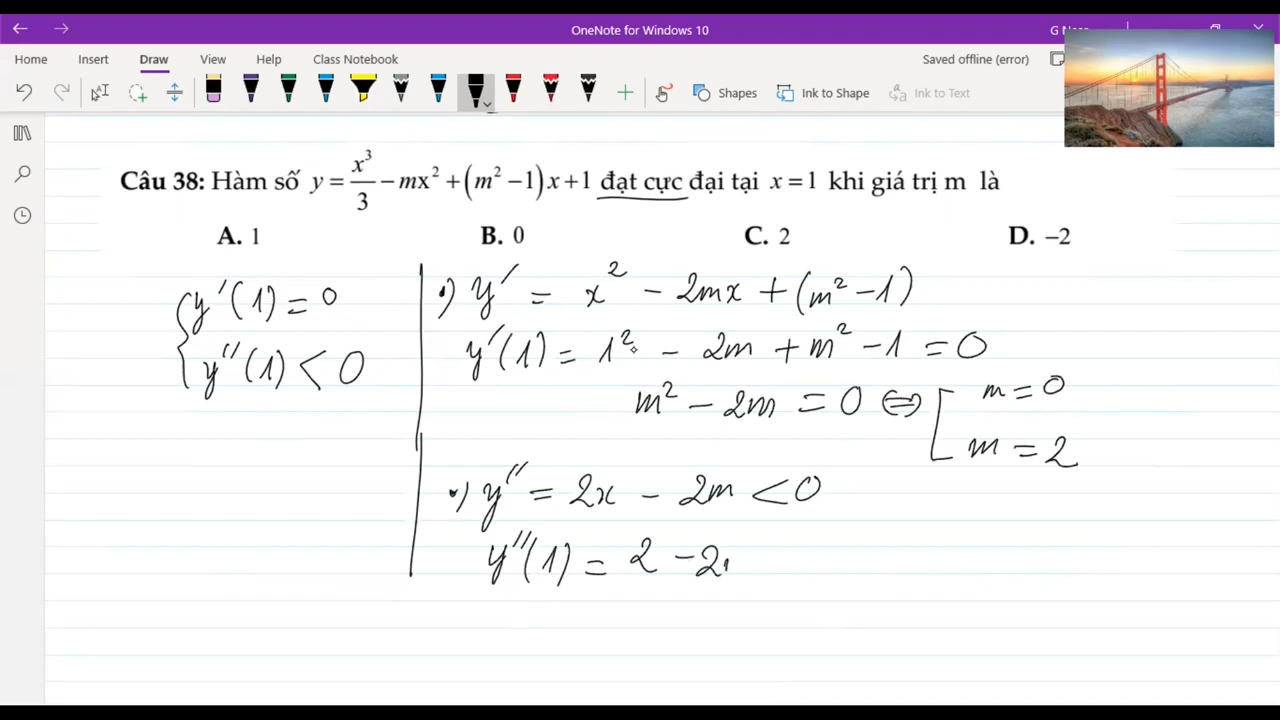 OneNote for Windows 10
Home Insert Draw View Help Class Notebook
Saved offline (error)
Shapes Ink to Shape Ink to Text
Câu 38: Hàm số y = x³/3 − mx² + (m² − 1)x + 1 đạt cực đại tại x = 1 khi giá trị m là
A. 1 B. 0 C. 2 D. −2
{ y'(1) = 0
y''(1) < 0
•) y' = x² − 2mx + (m² − 1)
y'(1) = 1² − 2m + m² − 1 = 0
m² − 2m = 0 ⇔ [ m = 0
m = 2
•) y'' = 2x − 2m < 0
y''(1) = 2 − 2